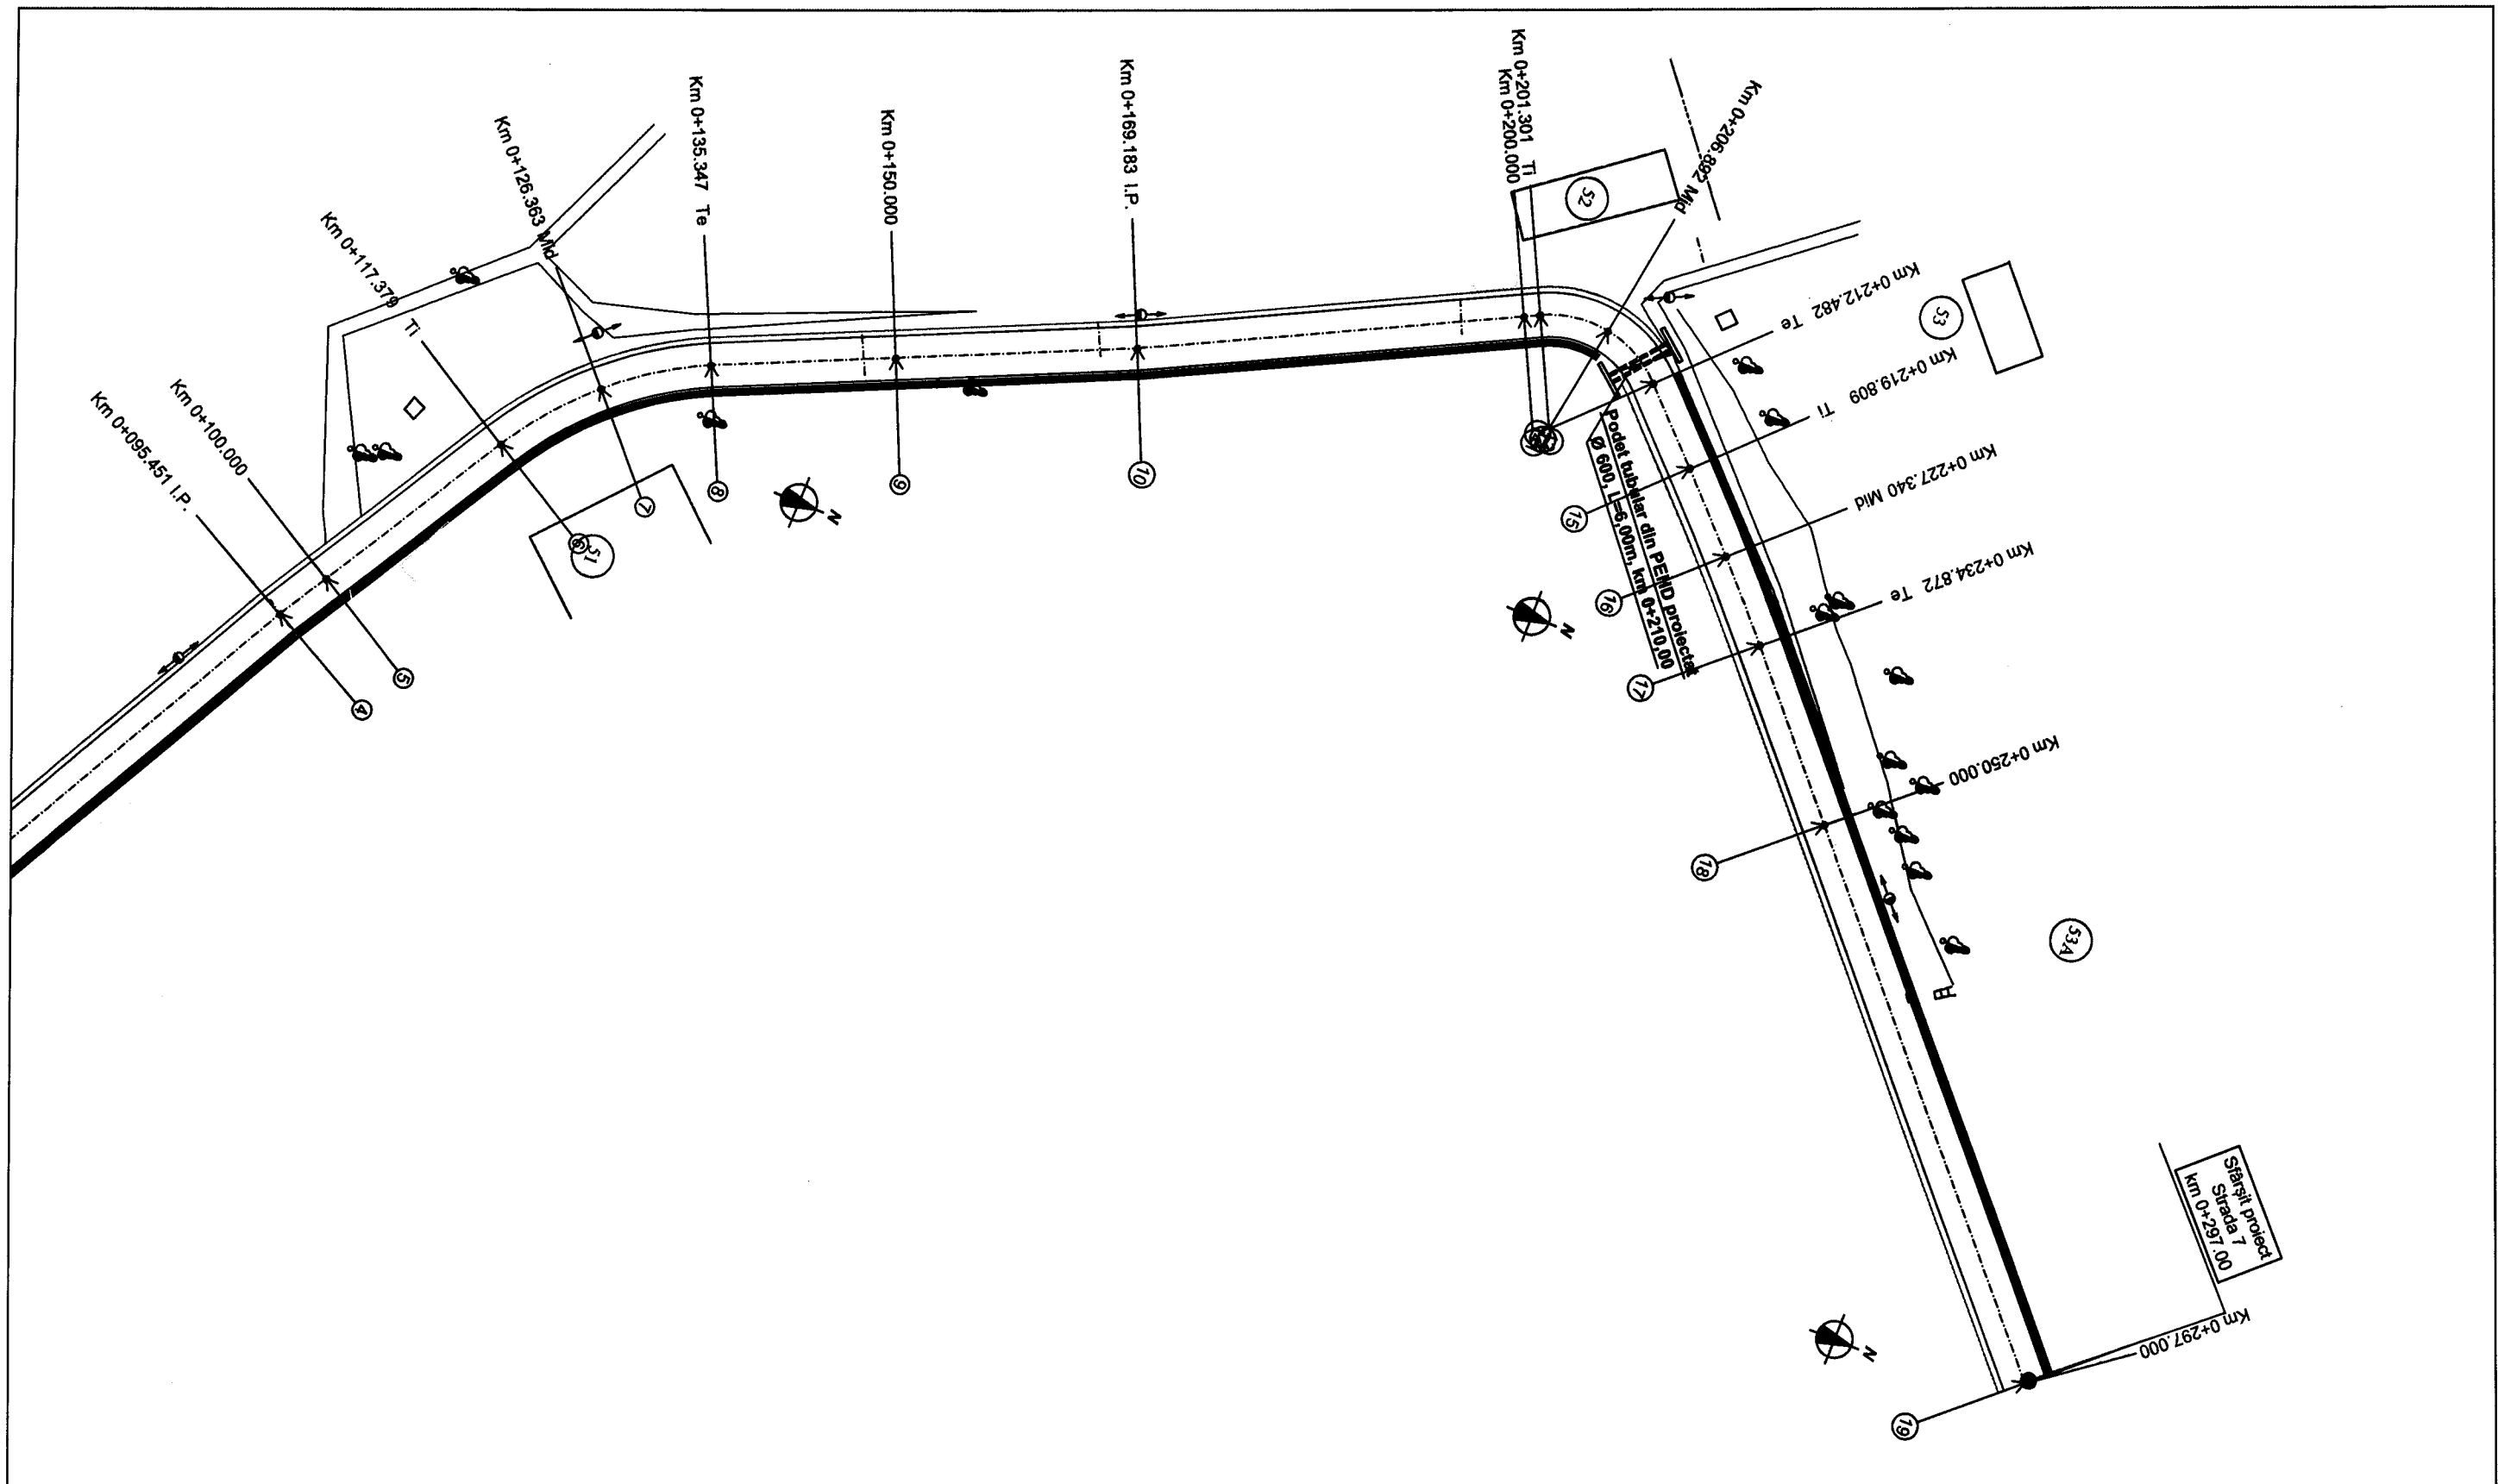 Km 0+095.451 I.P.
Km 0+100.000
Km 0+117.379
Ti
Km 0+126.363 Mid
Km 0+135.347 Te
Km 0+150.000
Km 0+169.183 I.P.
Km 0+200.000
Km 0+201.301 Ti
Km 0+206.892 Mid
Km 0+212.482 Te
Km 0+219.809 Ti
Km 0+227.340 Mid
Km 0+234.872 Te
Km 0+250.000
Km 0+297.000
4
5
6
7
8
9
10
15
16
17
18
19
51
52
53
53A
N
N
N
Podet tubular din PEHD proiectat
Ø 600, L=6,00m, km 0+210,00
Sfârşit proiect
Strada 7
km 0+297.00